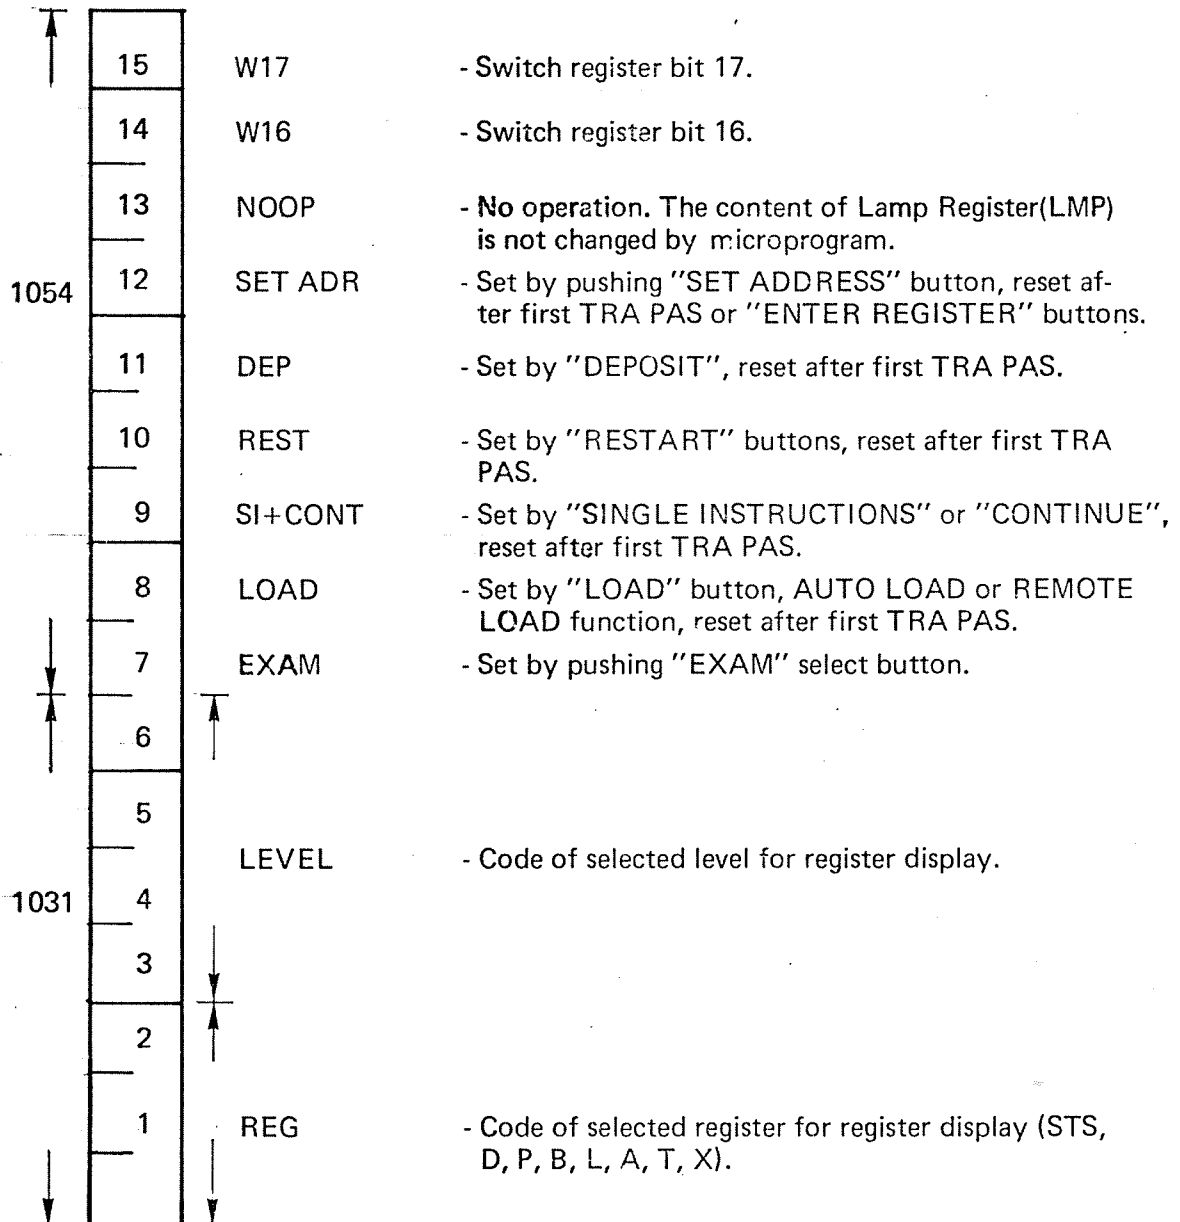 15 W17 - Switch register bit 17.
14 W16 - Switch register bit 16.
13 NOOP - No operation. The content of Lamp Register(LMP)
is not changed by microprogram.
1054 12 SET ADR - Set by pushing "SET ADDRESS" button, reset af-
ter first TRA PAS or "ENTER REGISTER" buttons.
11 DEP - Set by "DEPOSIT", reset after first TRA PAS.
10 REST - Set by "RESTART" buttons, reset after first TRA
PAS.
9 SI+CONT - Set by "SINGLE INSTRUCTIONS" or "CONTINUE",
reset after first TRA PAS.
8 LOAD - Set by "LOAD" button, AUTO LOAD or REMOTE
LOAD function, reset after first TRA PAS.
7 EXAM - Set by pushing "EXAM" select button.
6
5
LEVEL - Code of selected level for register display.
1031 4
3
2
1 REG - Code of selected register for register display (STS,
D, P, B, L, A, T, X).